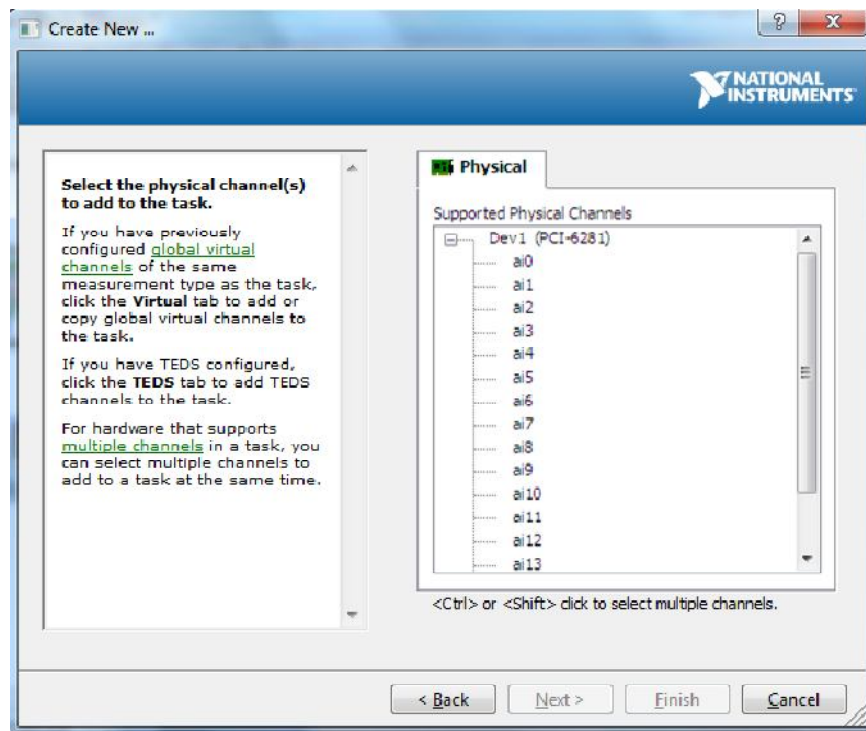 Create New ...
NATIONAL
INSTRUMENTS
Select the physical channel(s)
to add to the task.
If you have previously
configured global virtual
channels of the same
measurement type as the task,
click the Virtual tab to add or
copy global virtual channels to
the task.
If you have TEDS configured,
click the TEDS tab to add TEDS
channels to the task.
For hardware that supports
multiple channels in a task, you
can select multiple channels to
add to a task at the same time.
Physical
Supported Physical Channels
Dev1 (PCI-6281)
ai0
ai1
ai2
ai3
ai4
ai5
ai6
ai7
ai8
ai9
ai10
ai11
ai12
ai13
<Ctrl> or <Shift> click to select multiple channels.
< Back
Next >
Finish
Cancel